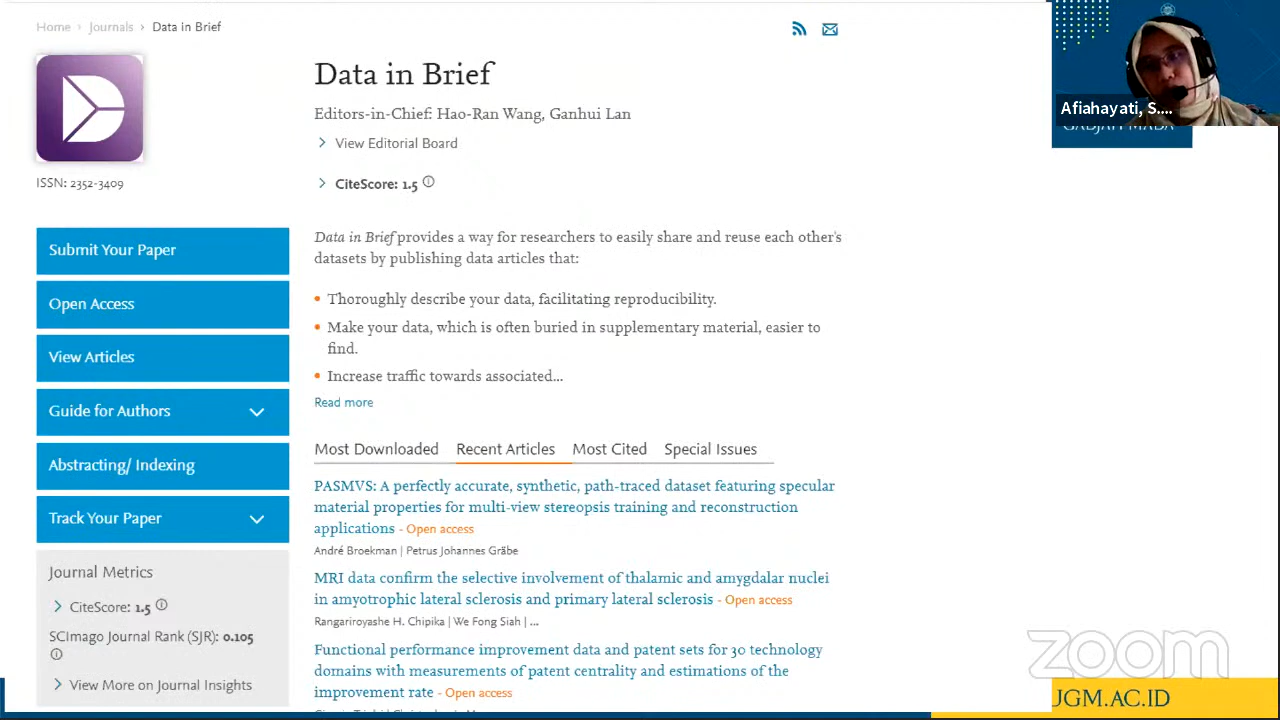 Home › Journals › Data in Brief
Data in Brief
Editors-in-Chief: Hao-Ran Wang, Ganhui Lan
View Editorial Board
CiteScore: 1.5
ISSN: 2352-3409
Submit Your Paper
Open Access
View Articles
Guide for Authors
Abstracting/ Indexing
Track Your Paper
Journal Metrics
CiteScore: 1.5
SCImago Journal Rank (SJR): 0.105
View More on Journal Insights
Data in Brief provides a way for researchers to easily share and reuse each other's
datasets by publishing data articles that:
• Thoroughly describe your data, facilitating reproducibility.
• Make your data, which is often buried in supplementary material, easier to
find.
• Increase traffic towards associated...
Read more
Most Downloaded Recent Articles Most Cited Special Issues
PASMVS: A perfectly accurate, synthetic, path-traced dataset featuring specular
material properties for multi-view stereopsis training and reconstruction
applications - Open access
André Broekman | Petrus Johannes Gräbe
MRI data confirm the selective involvement of thalamic and amygdalar nuclei
in amyotrophic lateral sclerosis and primary lateral sclerosis - Open access
Rangariroyashe H. Chipika | We Fong Siah | ...
Functional performance improvement data and patent sets for 30 technology
domains with measurements of patent centrality and estimations of the
improvement rate - Open access
Afiahayati, S....
GADJAH MADA
zoom
JGM.AC.ID